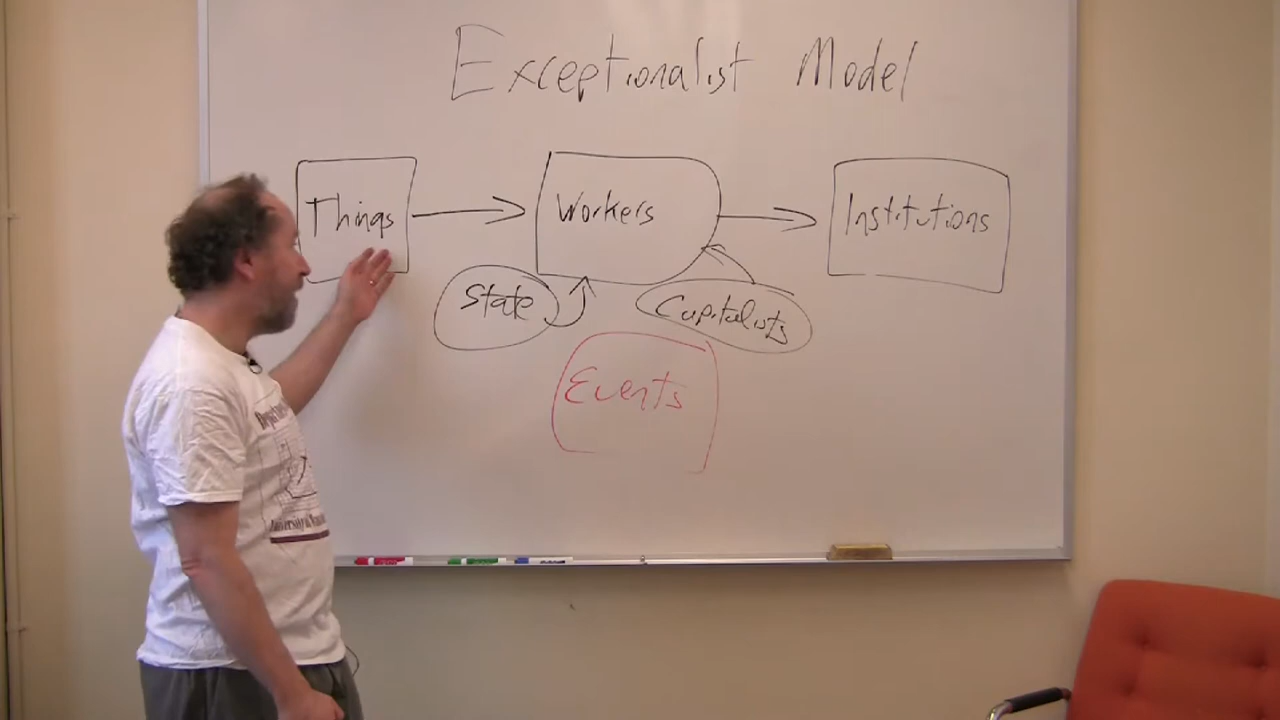 Exceptionalist Model
Things
Workers
Institutions
State
Capitalists
Events